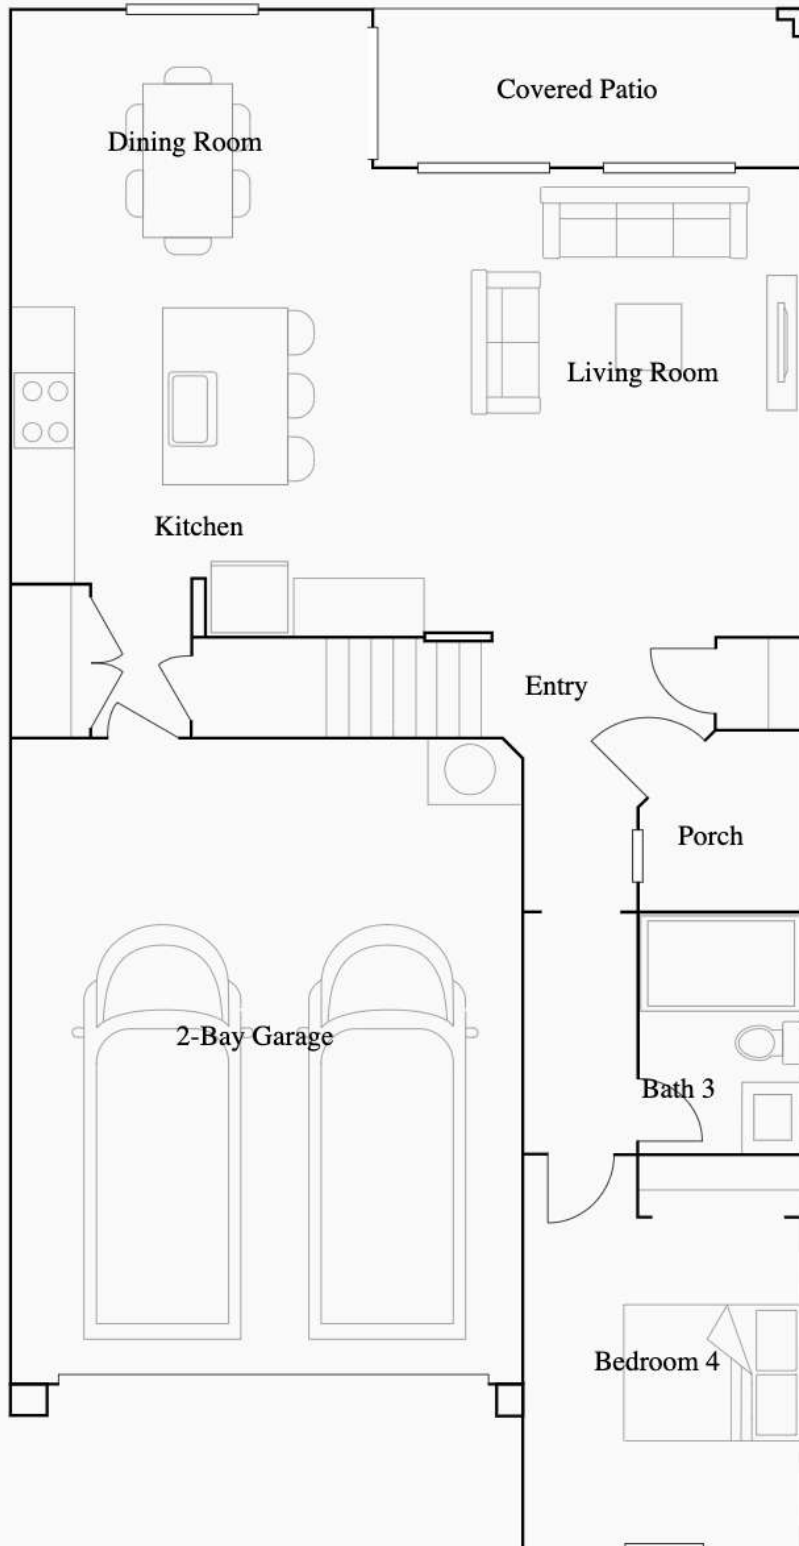 Covered Patio
Dining Room
Living Room
Kitchen
Entry
Porch
2-Bay Garage
Bath 3
Bedroom 4